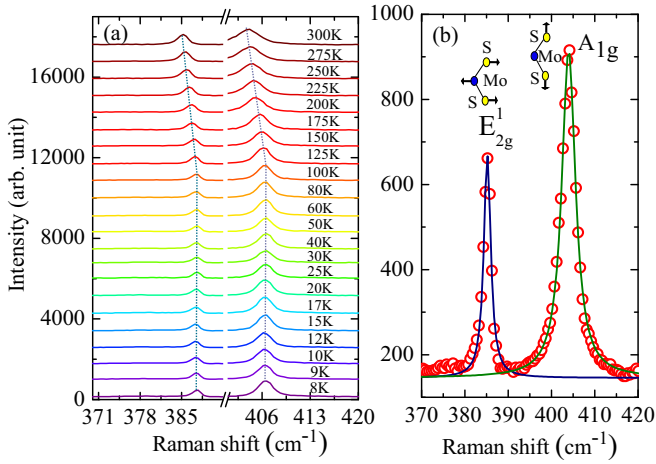 (a)
300K
275K
250K
225K
200K
175K
150K
125K
100K
80K
60K
50K
40K
30K
25K
20K
17K
15K
12K
10K
9K
8K
Intensity (arb. unit)
18000
12000
8000
4000
0
371 378 385 406 413 420
Raman shift (cm⁻¹)
(b)
S
Mo
S
E¹2g
S
Mo
S
A1g
1000
800
600
400
200
370 380 390 400 410 420
Raman shift (cm⁻¹)